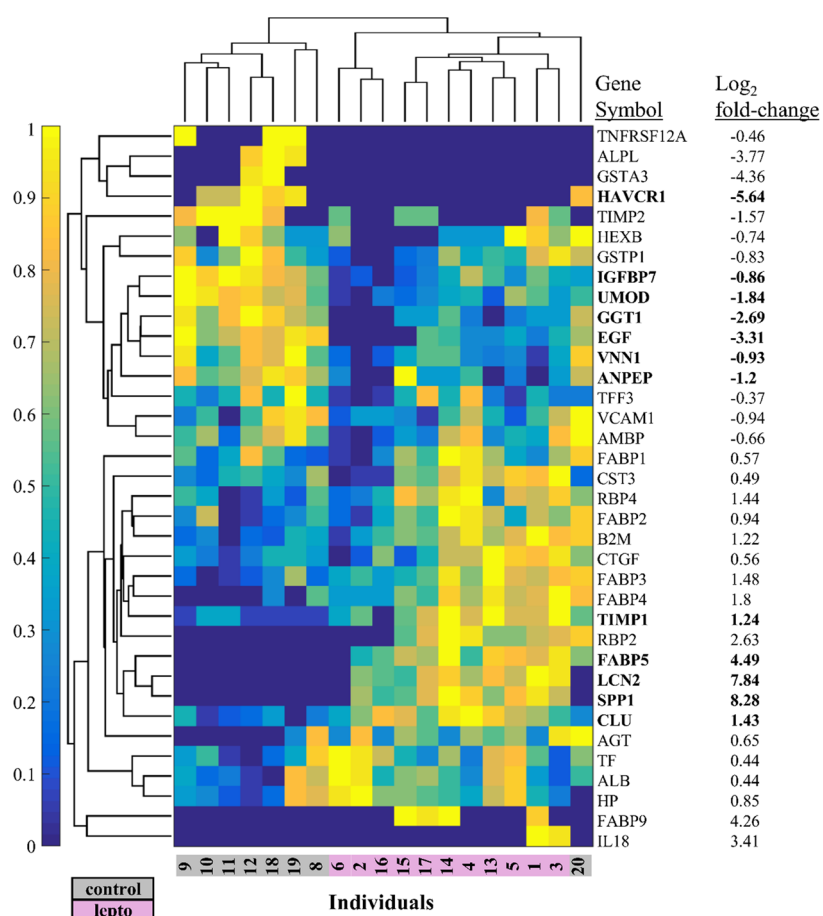 Gene Log2
Symbol fold-change
1
0.9
0.8
0.7
0.6
0.5
0.4
0.3
0.2
0.1
0
TNFRSF12A -0.46
ALPL -3.77
GSTA3 -4.36
HAVCR1 -5.64
TIMP2 -1.57
HEXB -0.74
GSTP1 -0.83
IGFBP7 -0.86
UMOD -1.84
GGT1 -2.69
EGF -3.31
VNN1 -0.93
ANPEP -1.2
TFF3 -0.37
VCAM1 -0.94
AMBP -0.66
FABP1 0.57
CST3 0.49
RBP4 1.44
FABP2 0.94
B2M 1.22
CTGF 0.56
FABP3 1.48
FABP4 1.8
TIMP1 1.24
RBP2 2.63
FABP5 4.49
LCN2 7.84
SPP1 8.28
CLU 1.43
AGT 0.65
TF 0.44
ALB 0.44
HP 0.85
FABP9 4.26
IL18 3.41
9 10 11 12 18 19 8 6 2 16 15 17 14 4 13 5 1 3 20
control
lepto
Individuals